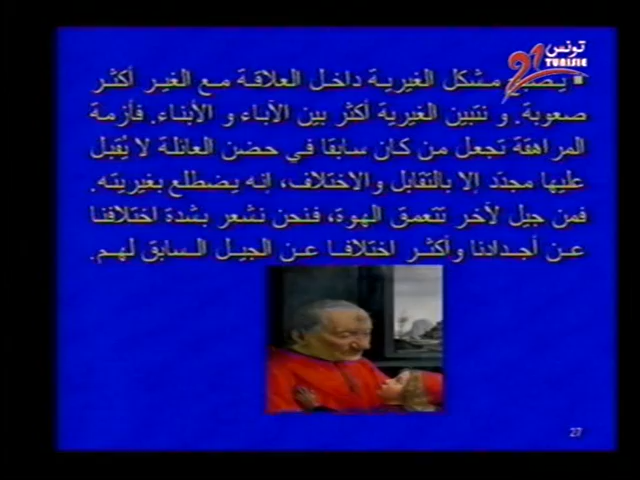 تونس
21
TUNISIE
▪ يصبح مشكل الغيرية داخل العلاقة مع الغير أكثر
صعوبة. و نتبين الغيرية أكثر بين الآباء و الأبناء. فأزمة
المراهقة تجعل من كان سابقا في حضن العائلة لا يُقبل
عليها مجدّد إلا بالتقابل والاختلاف، إنه يضطلع بغيريته.
فمن جيل لآخر تتعمق الهوة، فنحن نشعر بشدة اختلافنا
عن أجدادنا وأكثر اختلافا عن الجيل السابق لهم.
27